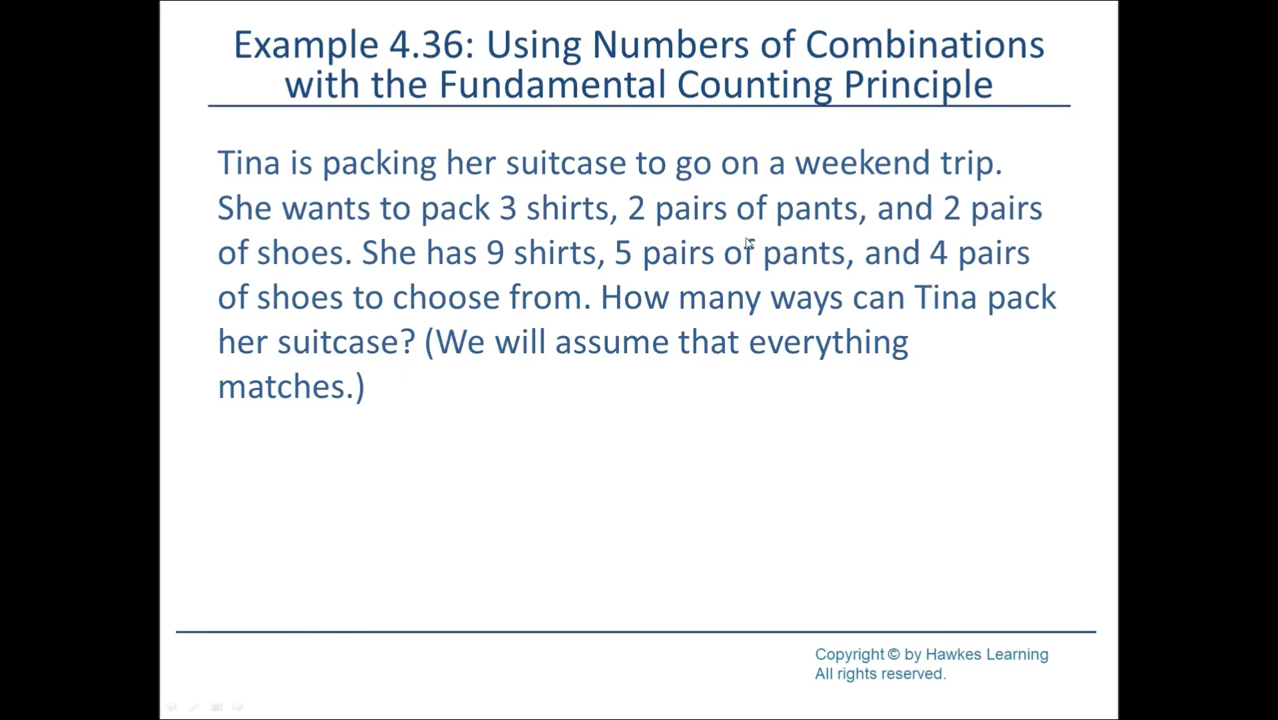 Example 4.36: Using Numbers of Combinations
with the Fundamental Counting Principle
Tina is packing her suitcase to go on a weekend trip.
She wants to pack 3 shirts, 2 pairs of pants, and 2 pairs
of shoes. She has 9 shirts, 5 pairs of pants, and 4 pairs
of shoes to choose from. How many ways can Tina pack
her suitcase? (We will assume that everything
matches.)
Copyright © by Hawkes Learning
All rights reserved.